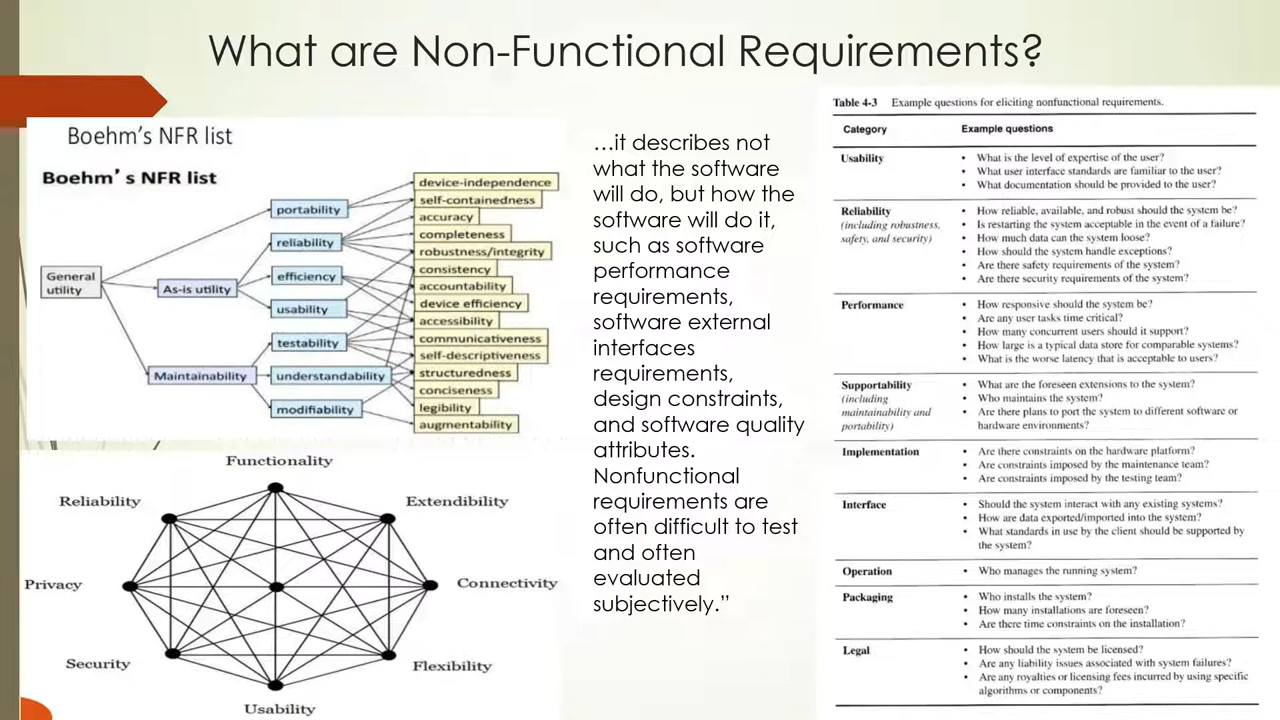 What are Non-Functional Requirements?
Boehm's NFR list
Boehm's NFR list
General
utility
As-is utility
Maintainability
portability
reliability
efficiency
usability
testability
understandability
modifiability
device-independence
self-containedness
accuracy
completeness
robustness/integrity
consistency
accountability
device efficiency
accessibility
communicativeness
self-descriptiveness
structuredness
conciseness
legibility
augmentability
Functionality
Reliability
Extendibility
Privacy
Connectivity
Security
Flexibility
Usability
…it describes not
what the software
will do, but how the
software will do it,
such as software
performance
requirements,
software external
interfaces
requirements,
design constraints,
and software quality
attributes.
Nonfunctional
requirements are
often difficult to test
and often
evaluated
subjectively.”
Table 4-3 Example questions for eliciting nonfunctional requirements.
Category Example questions
Usability
• What is the level of expertise of the user?
• What user interface standards are familiar to the user?
• What documentation should be provided to the user?
Reliability
(including robustness,
safety, and security)
• How reliable, available, and robust should the system be?
• Is restarting the system acceptable in the event of a failure?
• How much data can the system loose?
• How should the system handle exceptions?
• Are there safety requirements of the system?
• Are there security requirements of the system?
Performance
• How responsive should the system be?
• Are any user tasks time critical?
• How many concurrent users should it support?
• How large is a typical data store for comparable systems?
• What is the worse latency that is acceptable to users?
Supportability
(including
maintainability and
portability)
• What are the foreseen extensions to the system?
• Who maintains the system?
• Are there plans to port the system to different software or
hardware environments?
Implementation
• Are there constraints on the hardware platform?
• Are constraints imposed by the maintenance team?
• Are constraints imposed by the testing team?
Interface
• Should the system interact with any existing systems?
• How are data exported/imported into the system?
• What standards in use by the client should be supported by
the system?
Operation
• Who manages the running system?
Packaging
• Who installs the system?
• How many installations are foreseen?
• Are there time constraints on the installation?
Legal
• How should the system be licensed?
• Are any liability issues associated with system failures?
• Are any royalties or licensing fees incurred by using specific
algorithms or components?